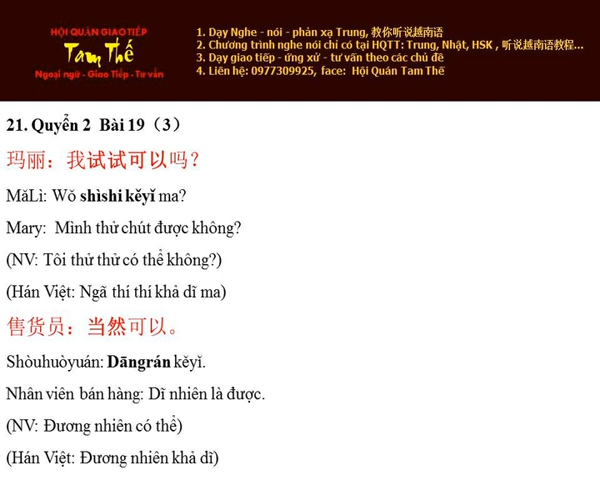 HỘI QUÁN GIAO TIẾP
Tam Thế
Ngoại ngữ - Giao Tiếp - Tư vấn
1. Dạy Nghe - nói - phản xạ Trung, 教你听说越南语
2. Chương trình nghe nói chỉ có tại HQTT: Trung, Nhật, HSK , 听说越南语教程...
3. Dạy giao tiếp - ứng xử - tư vấn theo các chủ đề
4. Liên hệ: 0977309925, face: Hội Quán Tam Thế
21. Quyển 2 Bài 19（3）
玛丽：我试试可以吗？
MǎLì: Wǒ shìshi kěyǐ ma?
Mary: Mình thử chút được không?
(NV: Tôi thử thử có thể không?)
(Hán Việt: Ngã thí thí khả dĩ ma)
售货员：当然可以。
Shòuhuòyuán: Dāngrán kěyǐ.
Nhân viên bán hàng: Dĩ nhiên là được.
(NV: Đương nhiên có thể)
(Hán Việt: Đương nhiên khả dĩ)